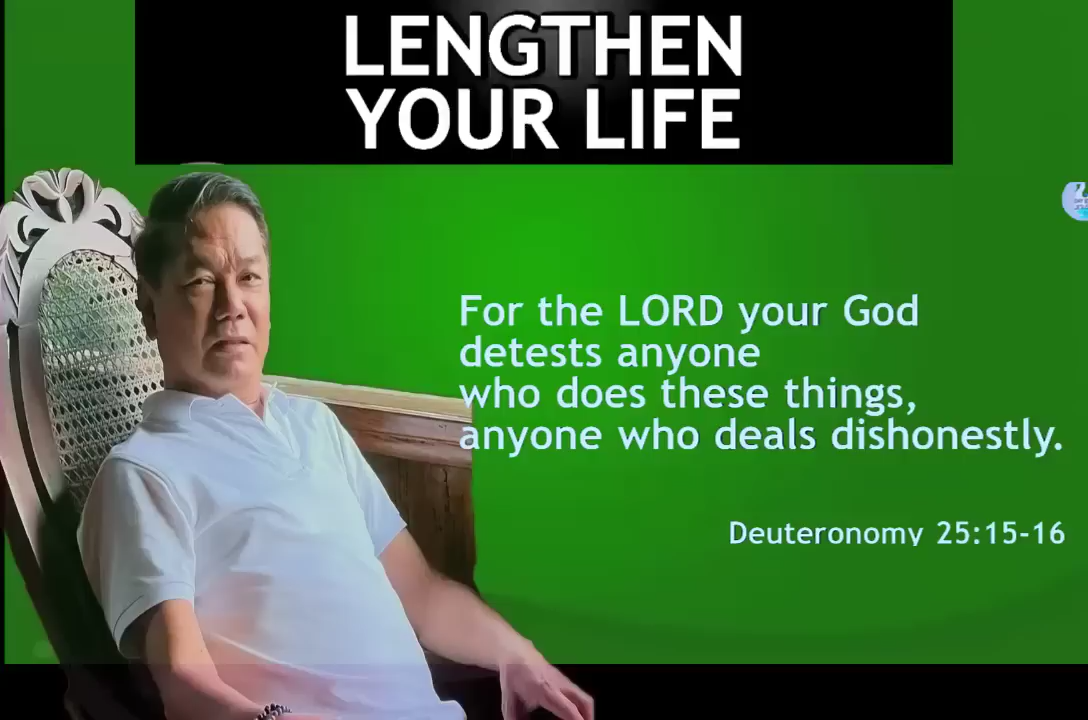 LENGTHEN
YOUR LIFE
For the LORD your God
detests anyone
who does these things,
anyone who deals dishonestly.
Deuteronomy 25:15-16